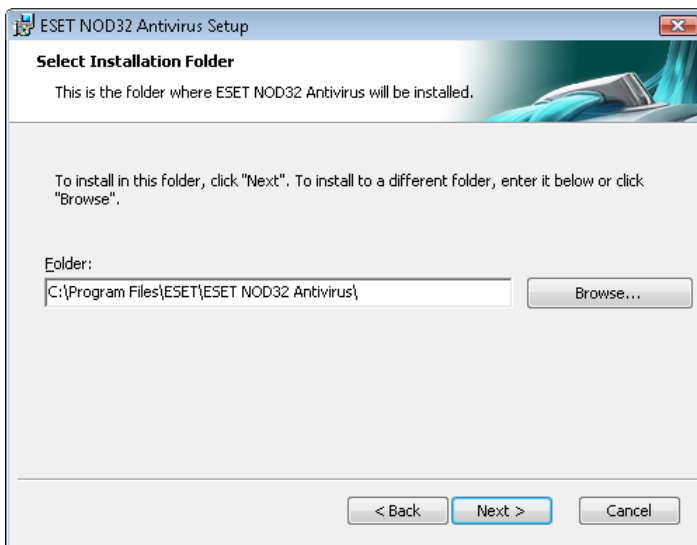 ESET NOD32 Antivirus Setup
Select Installation Folder
This is the folder where ESET NOD32 Antivirus will be installed.
To install in this folder, click "Next". To install to a different folder, enter it below or click
"Browse".
Folder:
C:\Program Files\ESET\ESET NOD32 Antivirus\
Browse...
< Back
Next >
Cancel